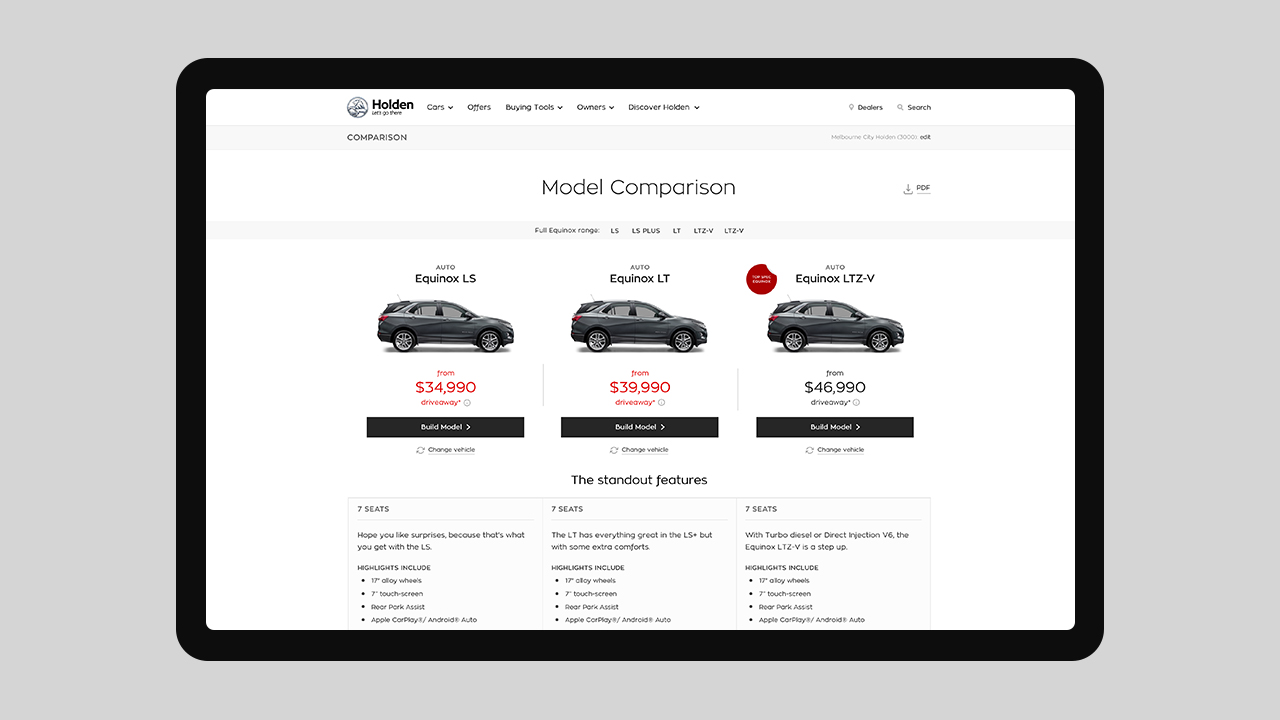 Holden
Let's go there
Cars
Offers
Buying Tools
Owners
Discover Holden
Dealers
Search
COMPARISON
Melbourne City Holden (3000) edit
Model Comparison
PDF
Full Equinox range: LS LS PLUS LT LTZ-V LTZ-V
AUTO
Equinox LS
from
$34,990
driveaway*
Build Model
Change vehicle
AUTO
Equinox LT
from
$39,990
driveaway*
Build Model
Change vehicle
TOP SPEC
EQUINOX
AUTO
Equinox LTZ-V
from
$46,990
driveaway*
Build Model
Change vehicle
The standout features
7 SEATS
Hope you like surprises, because that's what
you get with the LS.
HIGHLIGHTS INCLUDE
17" alloy wheels
7" touch-screen
Rear Park Assist
Apple CarPlay®/ Android® Auto
7 SEATS
The LT has everything great in the LS+ but
with some extra comforts.
HIGHLIGHTS INCLUDE
17" alloy wheels
7" touch-screen
Rear Park Assist
Apple CarPlay®/ Android® Auto
7 SEATS
With Turbo diesel or Direct Injection V6, the
Equinox LTZ-V is a step up.
HIGHLIGHTS INCLUDE
17" alloy wheels
7" touch-screen
Rear Park Assist
Apple CarPlay®/ Android® Auto